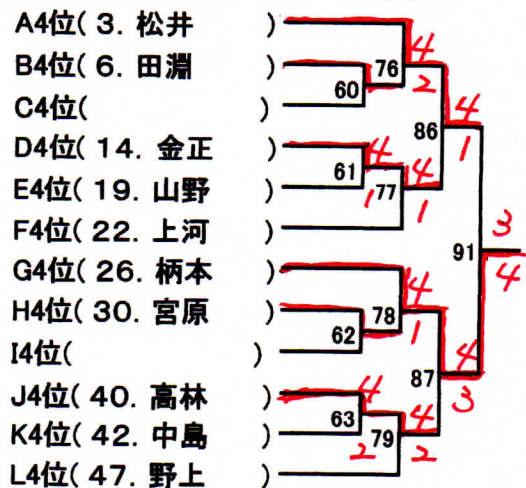 A4位( 3. 松井 )
B4位( 6. 田淵 )
C4位( )
D4位( 14. 金正 )
E4位( 19. 山野 )
F4位( 22. 上河 )
G4位( 26. 柄本 )
H4位( 30. 宮原 )
I4位( )
J4位( 40. 高林 )
K4位( 42. 中島 )
L4位( 47. 野上 )
76 4
2
60
86 4
1
61 4
1
77 4
1
91 3
4
78 4
1
62
87 4
3
63 4
2
79 4
2